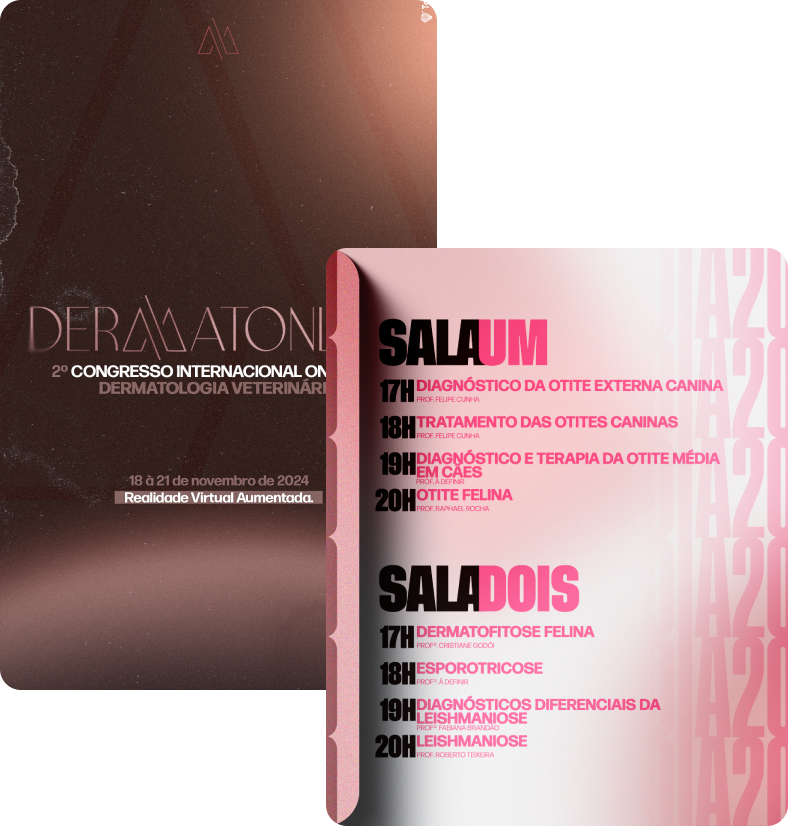 DERMATONI
2º CONGRESSO INTERNACIONAL ON
DERMATOLOGIA VETERINÁRI
18 à 21 de novembro de 2024
Realidade Virtual Aumentada.
SALAUM
17H DIAGNÓSTICO DA OTITE EXTERNA CANINA
PROF. FELIPE CUNHA
18H TRATAMENTO DAS OTITES CANINAS
PROF. FELIPE CUNHA
19H DIAGNÓSTICO E TERAPIA DA OTITE MÉDIA
EM CÃES
PROF. À DEFINIR
20H OTITE FELINA
PROF. RAPHAEL ROCHA
SALADOIS
17H DERMATOFITOSE FELINA
PROFª. CRISTIANE GODÓI
18H ESPOROTRICOSE
PROFª. À DEFINIR
19H DIAGNÓSTICOS DIFERENCIAIS DA
LEISHMANIOSE
PROFª. FABIANA BRANDÃO
20H LEISHMANIOSE
PROF. ROBERTO TEIXEIRA